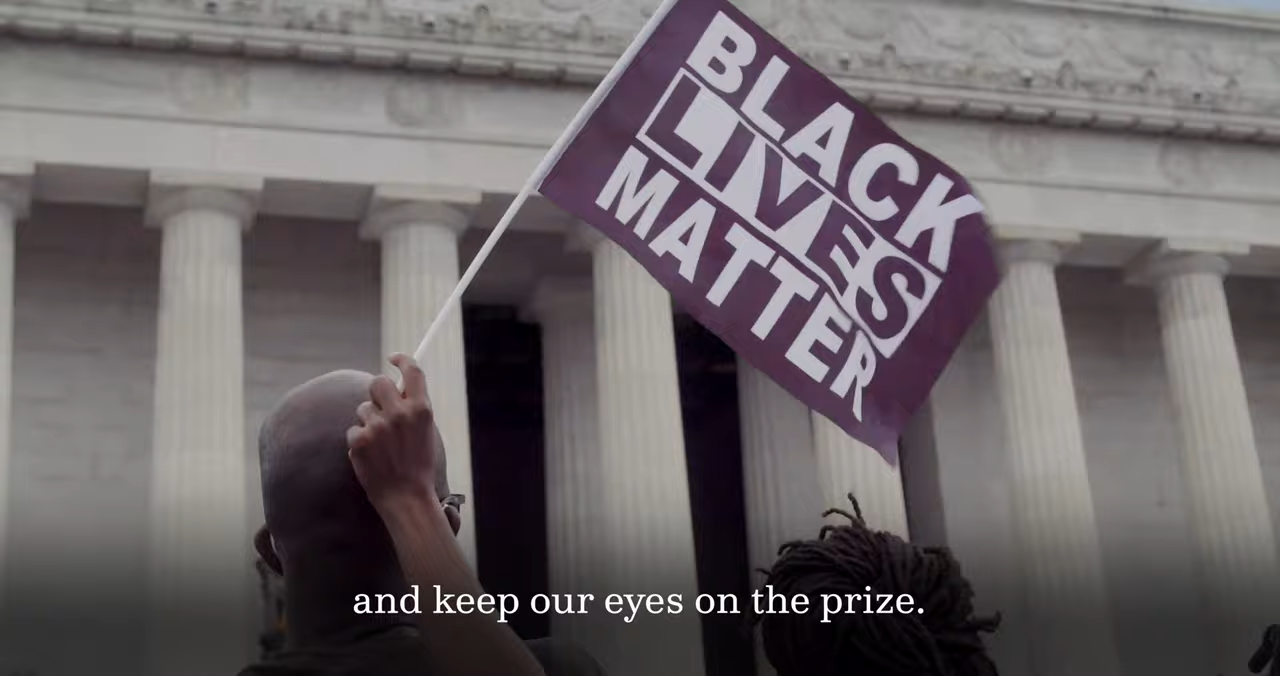 BLACK
LIVES
MATTER
and keep our eyes on the prize.